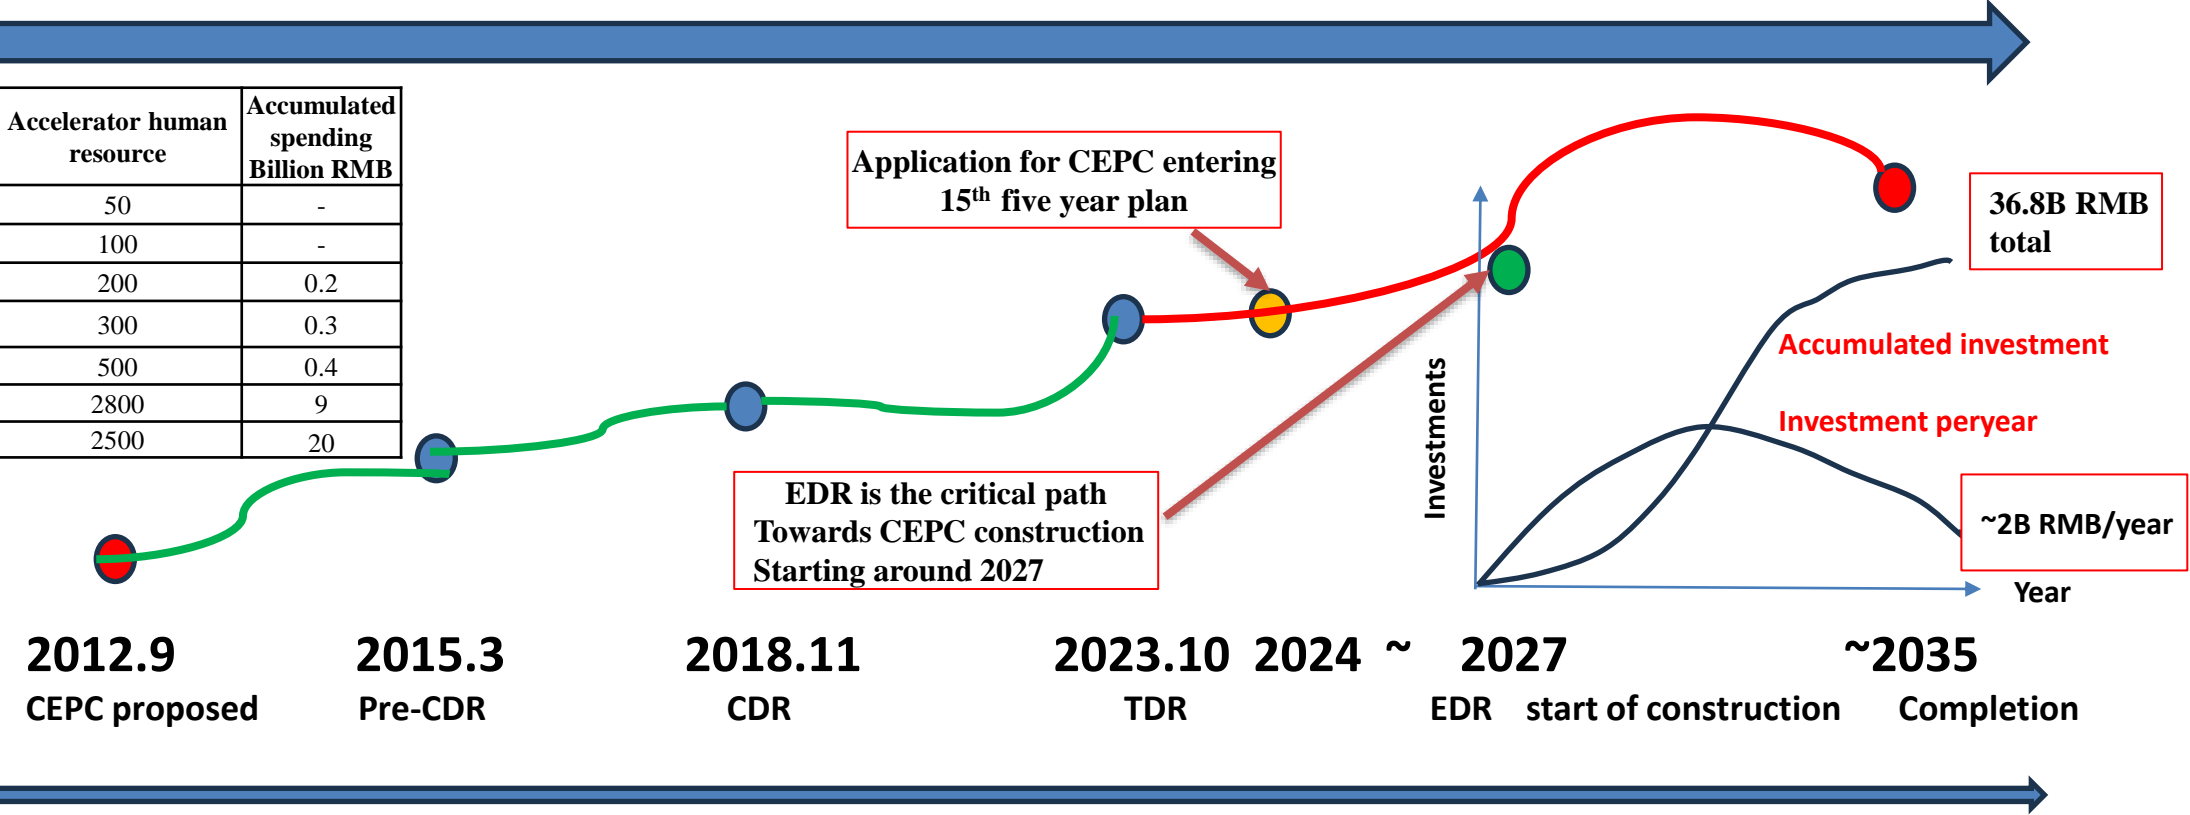 Accelerator human
resource
Accumulated
spending
Billion RMB
50 -
100 -
200 0.2
300 0.3
500 0.4
2800 9
2500 20
Application for CEPC entering
15th five year plan
36.8B RMB
total
Accumulated investment
Investment peryear
Investments
EDR is the critical path
Towards CEPC construction
Starting around 2027
~2B RMB/year
Year
2012.9 2015.3 2018.11 2023.10 2024 ~ 2027 ~2035
CEPC proposed Pre-CDR CDR TDR EDR start of construction Completion